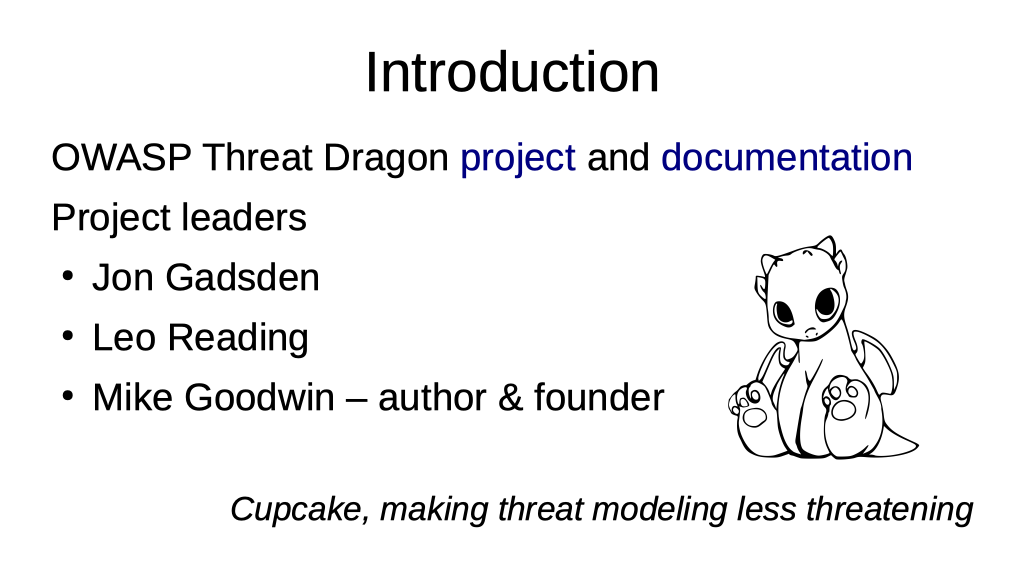 Introduction
OWASP Threat Dragon project and documentation
Project leaders
• Jon Gadsden
• Leo Reading
• Mike Goodwin – author & founder
Cupcake, making threat modeling less threatening